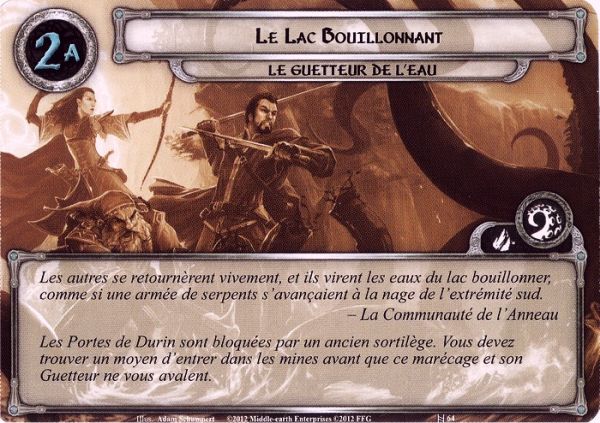 2A
LE LAC BOUILLONNANT
LE GUETTEUR DE L'EAU
Les autres se retournèrent vivement, et ils virent les eaux du lac bouillonner,
comme si une armée de serpents s'avançaient à la nage de l'extrémité sud.
– La Communauté de l'Anneau
Les Portes de Durin sont bloquées par un ancien sortilège. Vous devez
trouver un moyen d'entrer dans les mines avant que ce marécage et son
Guetteur ne vous avalent.
Illus. Adam Schumpert ©2012 Middle-earth Enterprises ©2012 FFG 64